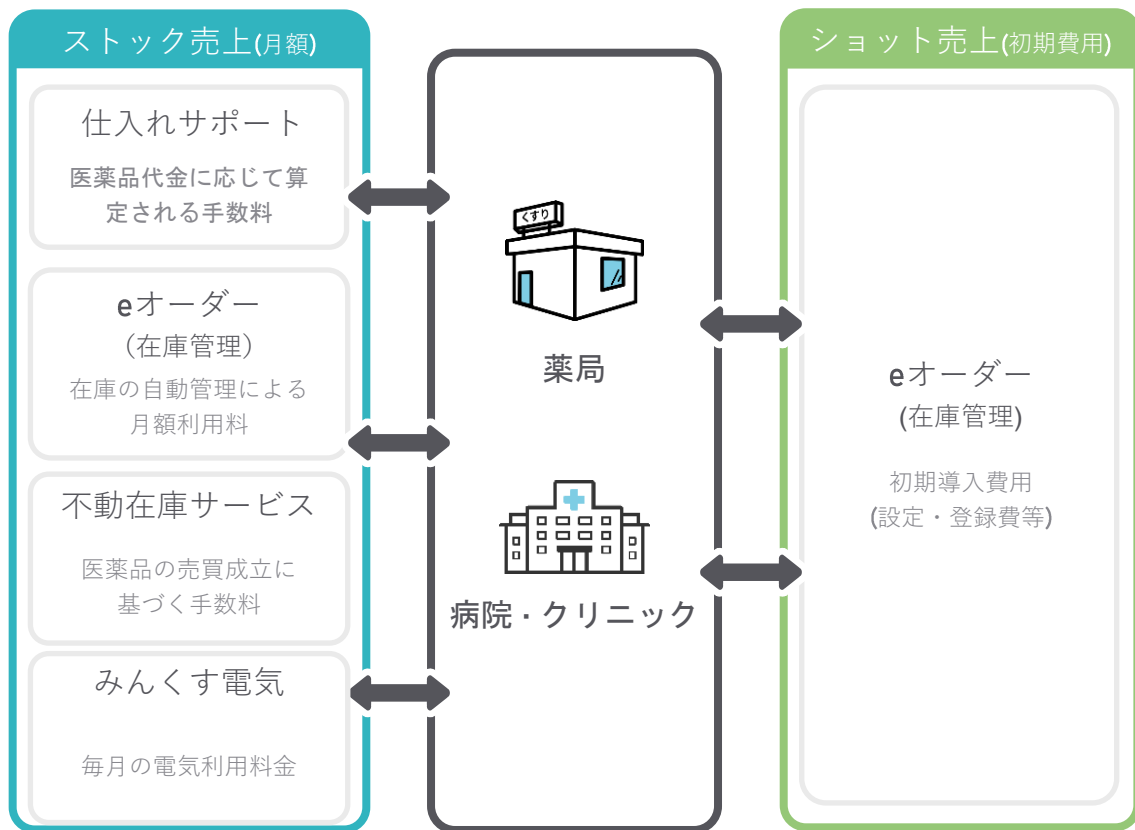 ストック売上(月額)
仕入れサポート
医薬品代金に応じて算
定される手数料
eオーダー
(在庫管理)
在庫の自動管理による
月額利用料
不動在庫サービス
医薬品の売買成立に
基づく手数料
みんくす電気
毎月の電気利用料金
くすり
薬局
病院・クリニック
ショット売上(初期費用)
eオーダー
(在庫管理)
初期導入費用
(設定・登録費等)